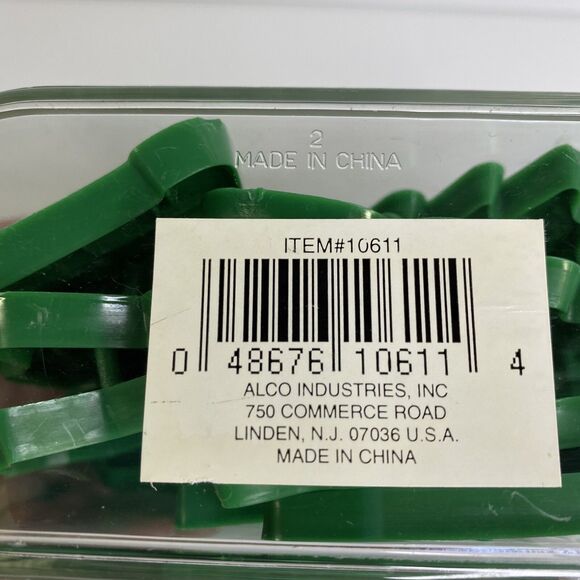 2
MADE IN CHINA
ITEM#10611
0 48676 10611 4
ALCO INDUSTRIES, INC
750 COMMERCE ROAD
LINDEN, N.J. 07036 U.S.A.
MADE IN CHINA